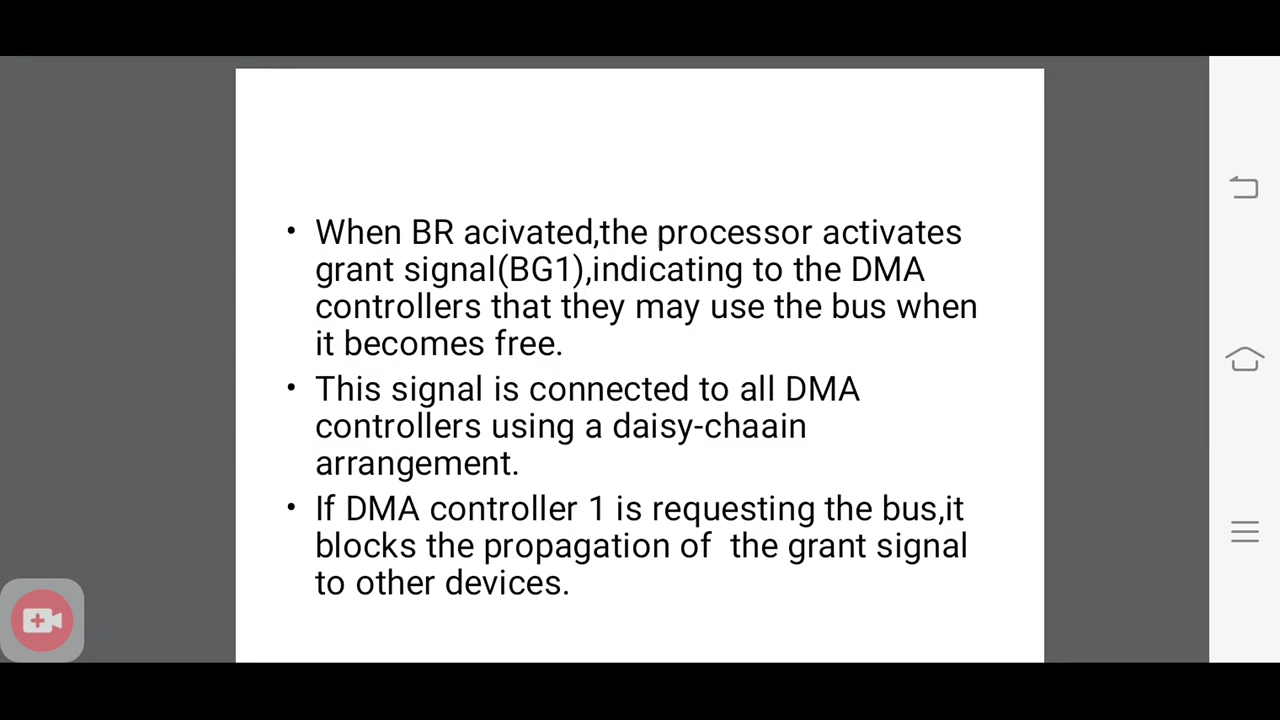 • When BR acivated,the processor activates
grant signal(BG1),indicating to the DMA
controllers that they may use the bus when
it becomes free.
• This signal is connected to all DMA
controllers using a daisy-chaain
arrangement.
• If DMA controller 1 is requesting the bus,it
blocks the propagation of  the grant signal
to other devices.